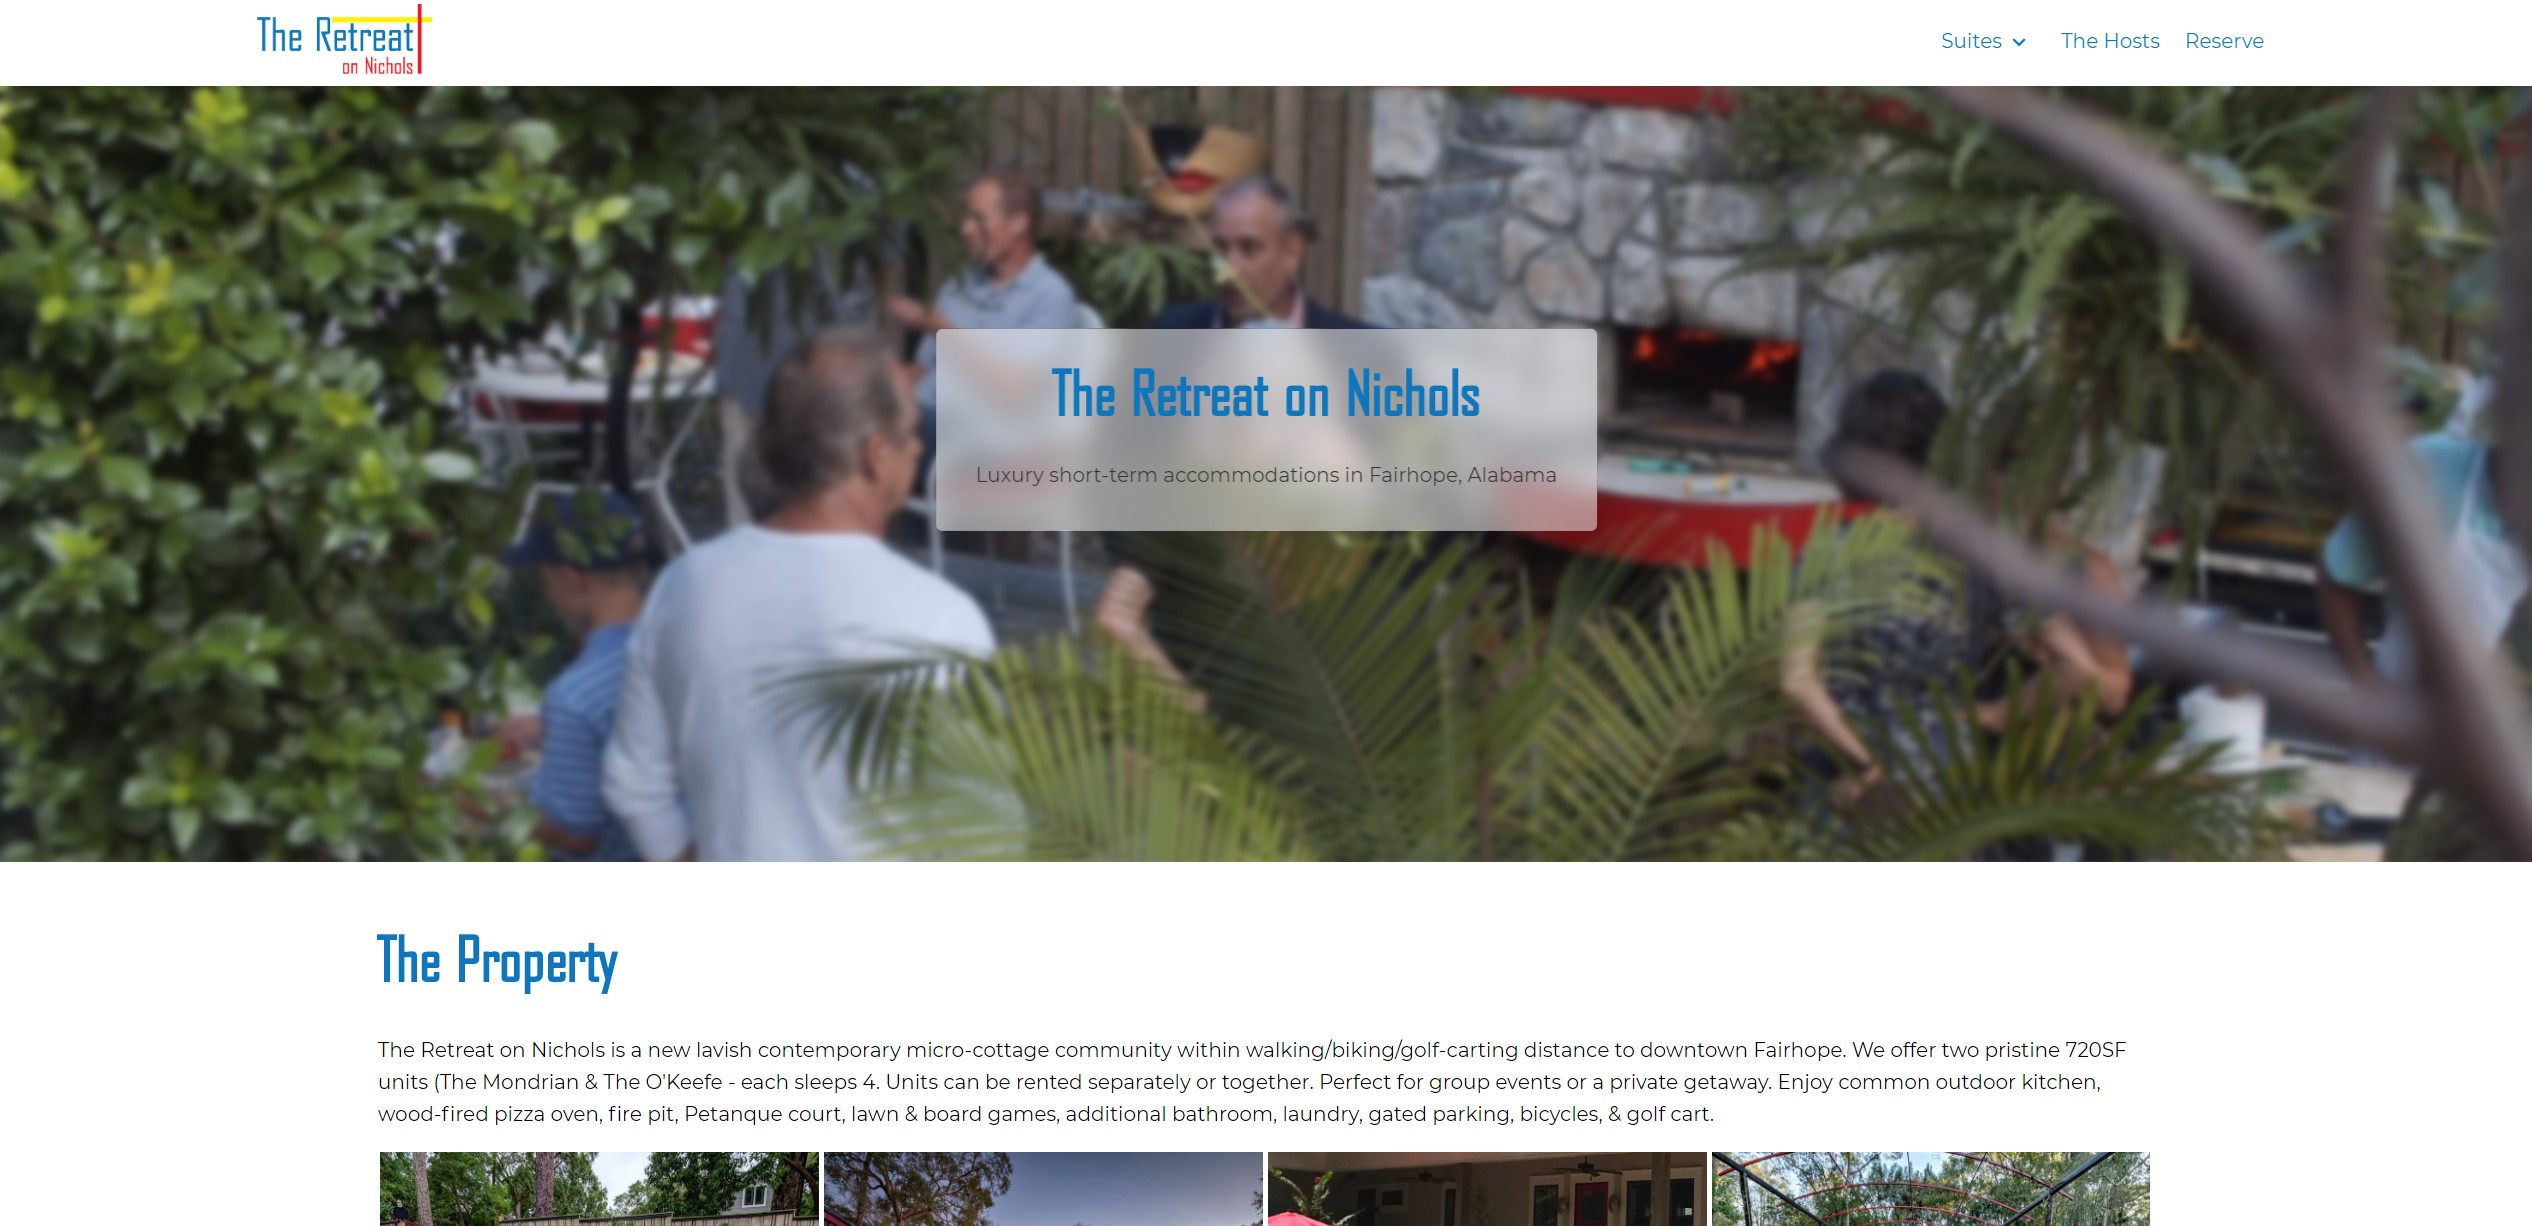 The Retreat
on Nichols
Suites The Hosts Reserve
The Retreat on Nichols
Luxury short-term accommodations in Fairhope, Alabama
The Property
The Retreat on Nichols is a new lavish contemporary micro-cottage community within walking/biking/golf-carting distance to downtown Fairhope. We offer two pristine 720SF
units (The Mondrian & The O'Keefe - each sleeps 4. Units can be rented separately or together. Perfect for group events or a private getaway. Enjoy common outdoor kitchen,
wood-fired pizza oven, fire pit, Petanque court, lawn & board games, additional bathroom, laundry, gated parking, bicycles, & golf cart.